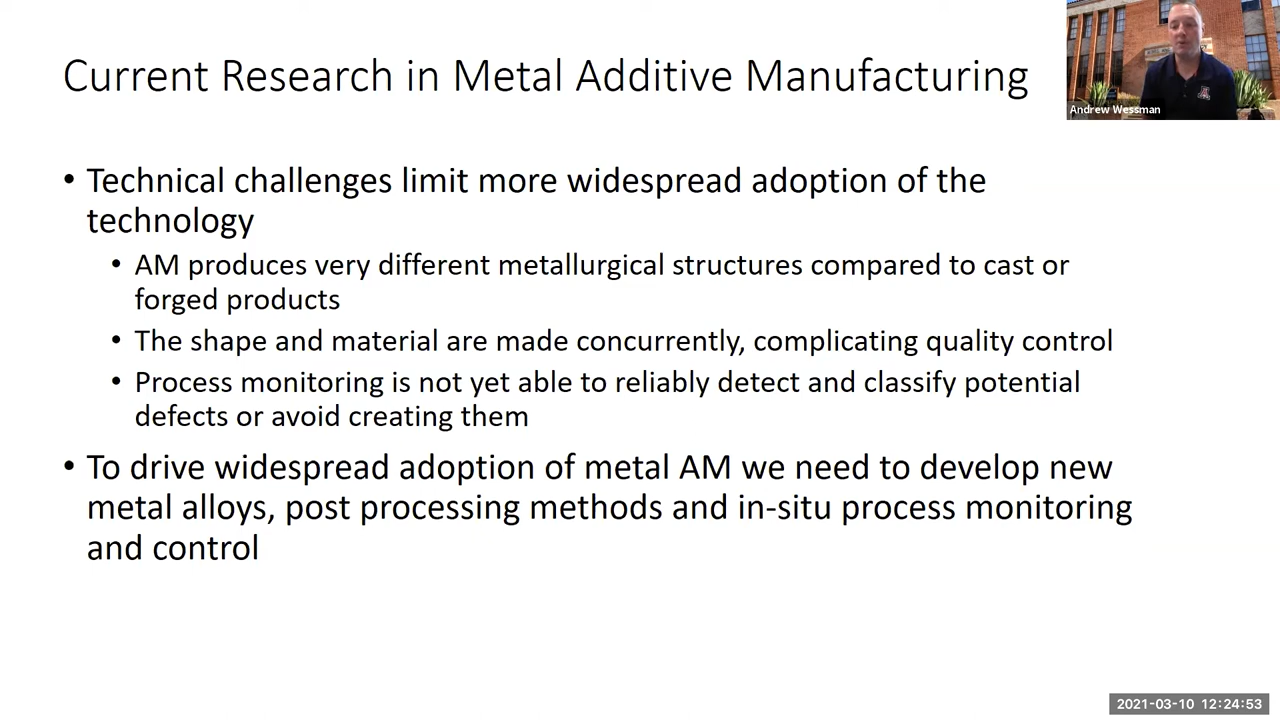 Current Research in Metal Additive Manufacturing
Andrew Wessman
• Technical challenges limit more widespread adoption of the
technology
• AM produces very different metallurgical structures compared to cast or
forged products
• The shape and material are made concurrently, complicating quality control
• Process monitoring is not yet able to reliably detect and classify potential
defects or avoid creating them
• To drive widespread adoption of metal AM we need to develop new
metal alloys, post processing methods and in-situ process monitoring
and control
2021-03-10 12:24:53